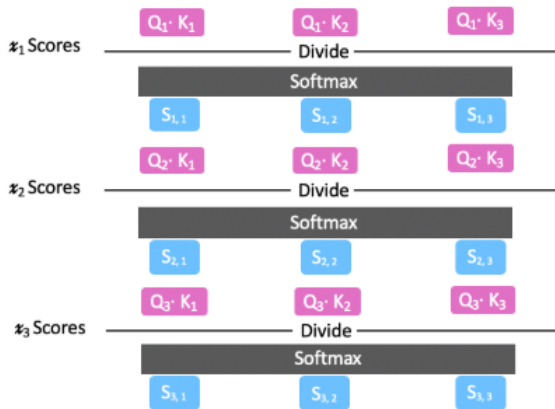 Q₁· K₁ Q₁· K₂ Q₁· K₃
x₁ Scores Divide
Softmax
S₁,₁ S₁,₂ S₁,₃
Q₂· K₁ Q₂· K₂ Q₂· K₃
x₂ Scores Divide
Softmax
S₂,₁ S₂,₂ S₂,₃
Q₃· K₁ Q₃· K₂ Q₃· K₃
x₃ Scores Divide
Softmax
S₃,₁ S₃,₂ S₃,₃